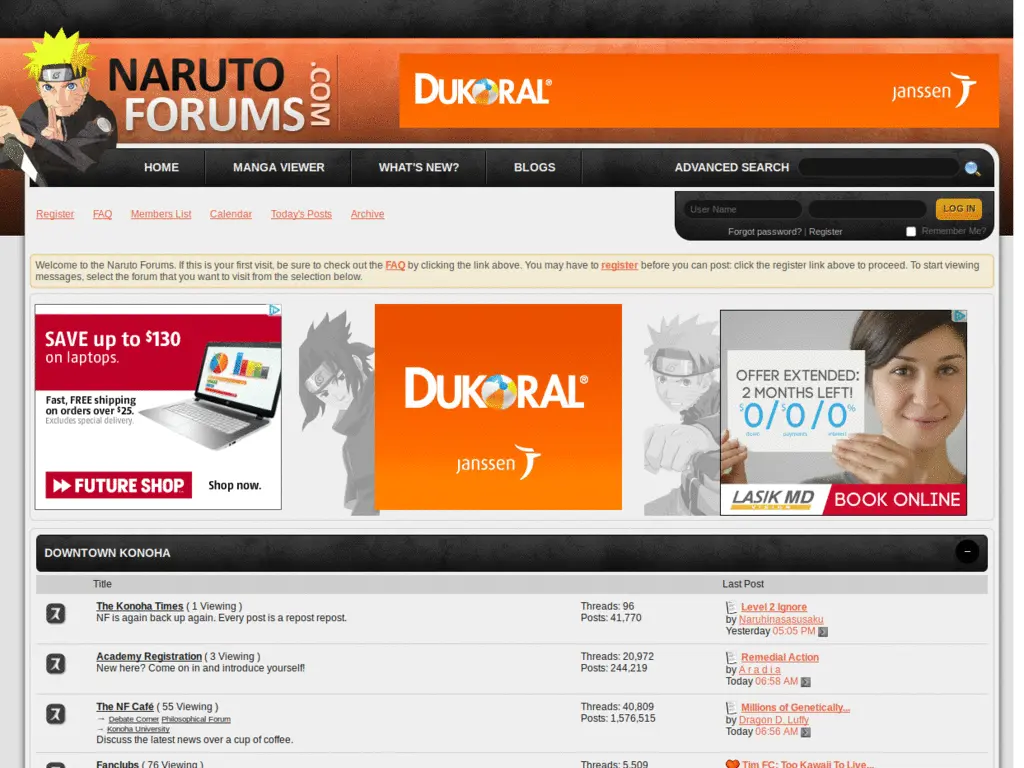 NARUTO
FORUMS
.COM
DUKORAL®
janssen
HOME
MANGA VIEWER
WHAT'S NEW?
BLOGS
ADVANCED SEARCH
Register
FAQ
Members List
Calendar
Today's Posts
Archive
User Name
LOG IN
Forgot password? | Register
Remember Me?
Welcome to the Naruto Forums. If this is your first visit, be sure to check out the FAQ by clicking the link above. You may have to register before you can post: click the register link above to proceed. To start viewing
messages, select the forum that you want to visit from the selection below.
SAVE up to $130
on laptops.
Fast, FREE shipping
on orders over $25.
Excludes special delivery.
FUTURE SHOP
Shop now.
DUKORAL®
janssen
OFFER EXTENDED:
2 MONTHS LEFT!
$0/$0/0%
down payments interest
LASIK MD
VISION
BOOK ONLINE
DOWNTOWN KONOHA
Title
Last Post
The Konoha Times ( 1 Viewing )
NF is again back up again. Every post is a repost repost.
Threads: 96
Posts: 41,770
Level 2 Ignore
by Naruhinasasusaku
Yesterday 05:05 PM
Academy Registration ( 3 Viewing )
New here? Come on in and introduce yourself!
Threads: 20,972
Posts: 244,219
Remedial Action
by A r a d i a
Today 06:58 AM
The NF Café ( 55 Viewing )
→ Debate Corner Philosophical Forum
→ Konoha University
Discuss the latest news over a cup of coffee.
Threads: 40,809
Posts: 1,576,515
Millions of Genetically...
by Dragon D. Luffy
Today 06:56 AM
Fanclubs ( 76 Viewing )
Threads: 5,509
Tim FC: Too Kawaii To Live...